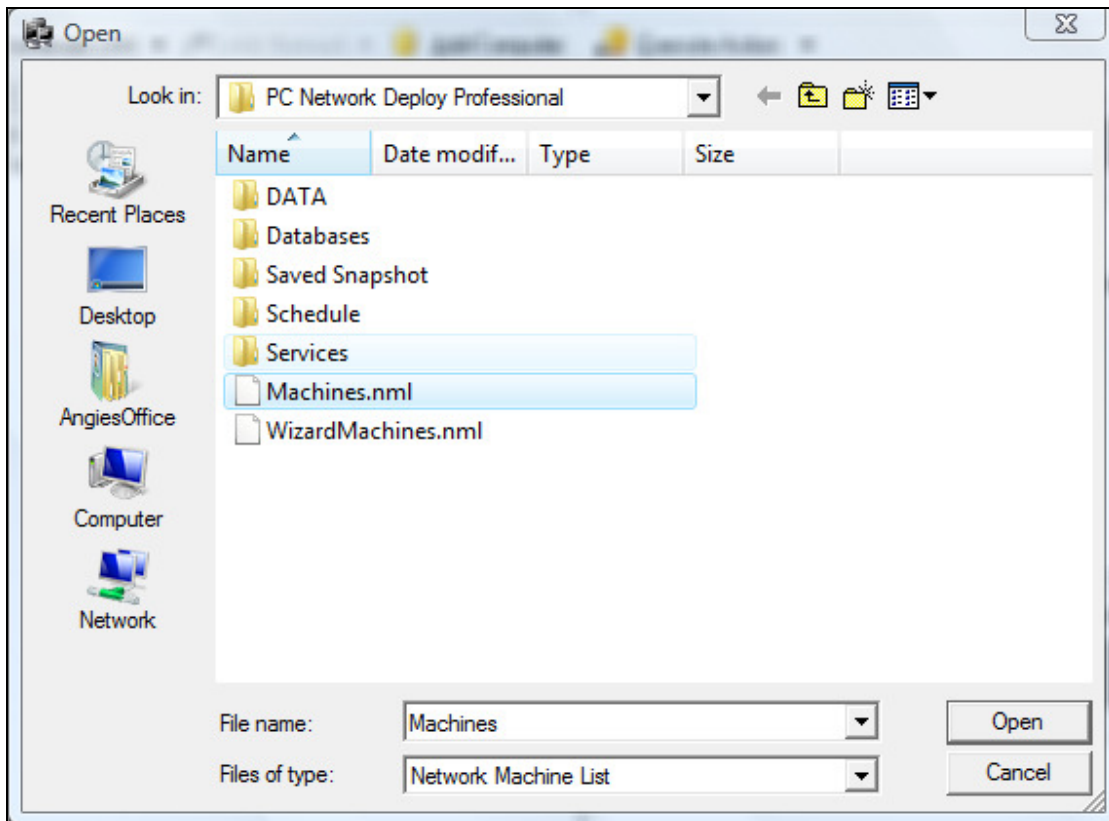 Open
Look in: PC Network Deploy Professional
Name Date modif... Type Size
DATA
Databases
Saved Snapshot
Schedule
Services
Machines.nml
WizardMachines.nml
Recent Places
Desktop
AngiesOffice
Computer
Network
File name: Machines Open
Files of type: Network Machine List Cancel